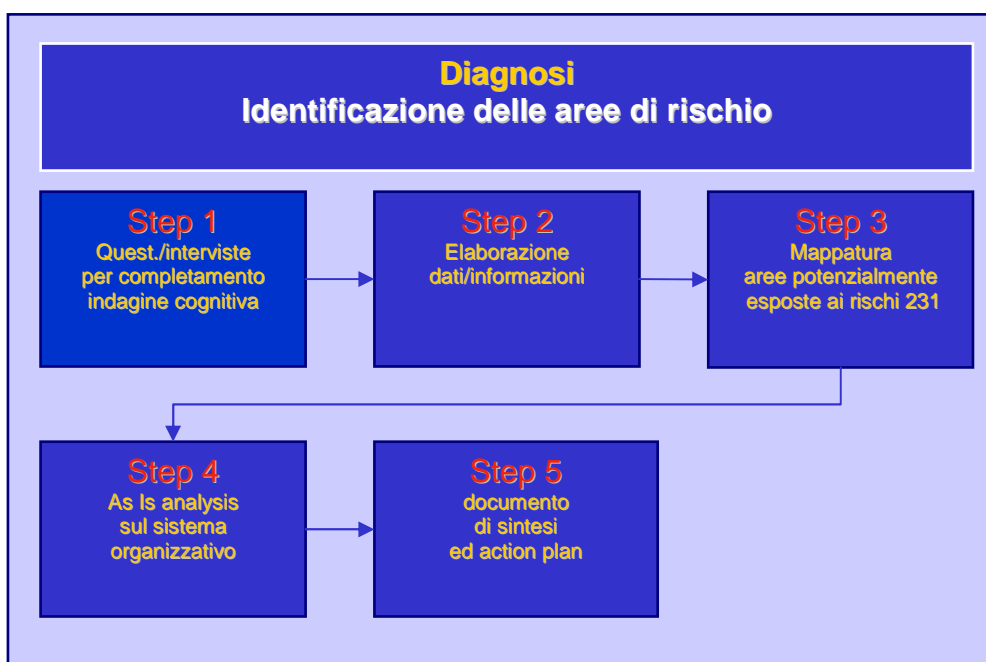 Diagnosi
Identificazione delle aree di rischio
Step 1
Quest./interviste
per completamento
indagine cognitiva
Step 2
Elaborazione
dati/informazioni
Step 3
Mappatura
aree potenzialmente
esposte ai rischi 231
Step 4
As Is analysis
sul sistema
organizzativo
Step 5
documento
di sintesi
ed action plan